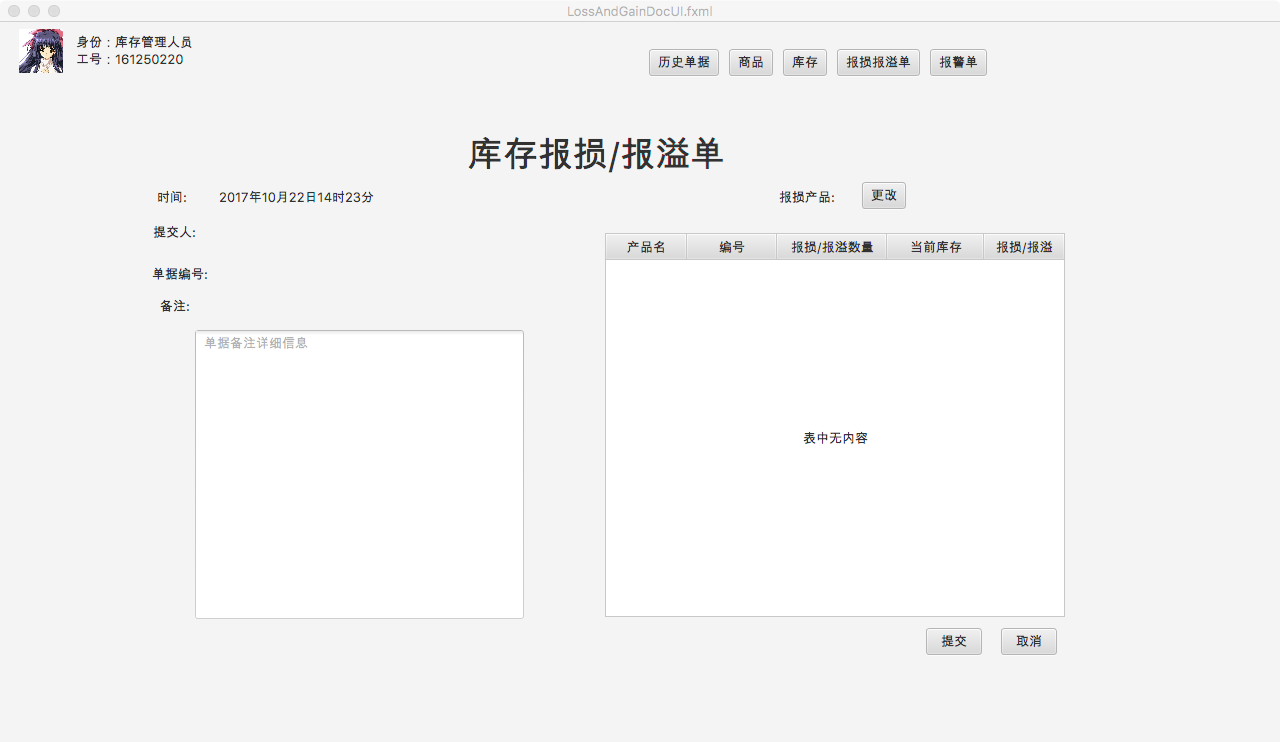 LossAndGainDocUI.fxml
身份：库存管理人员
工号：161250220
历史单据 商品 库存 报损报溢单 报警单
库存报损/报溢单
时间: 2017年10月22日14时23分
报损产品: 更改
提交人:
产品名 编号 报损/报溢数量 当前库存 报损/报溢
单据编号:
备注:
单据备注详细信息
表中无内容
提交 取消